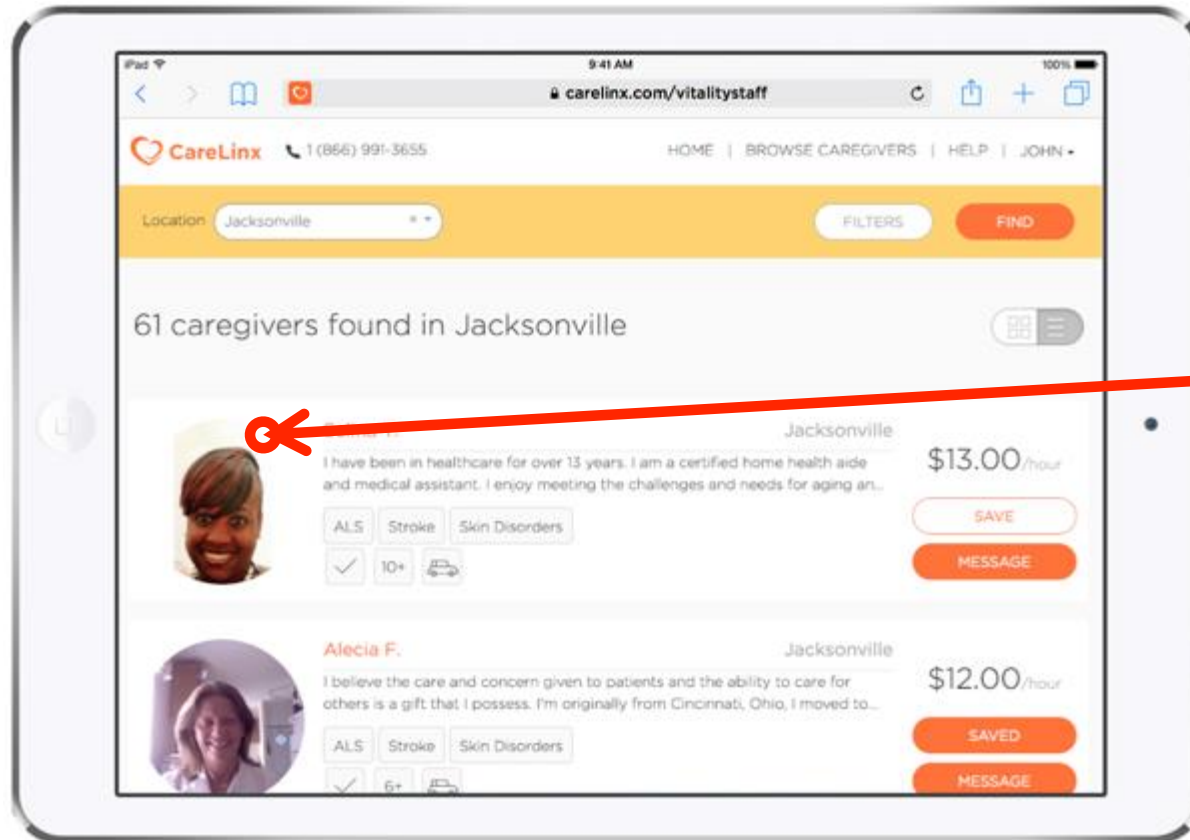 iPad 9:41 AM 100%
carelinx.com/vitalitystaff
CareLinx 1 (866) 991-3655 HOME | BROWSE CAREGIVERS | HELP | JOHN
Location Jacksonville × FILTERS FIND
61 caregivers found in Jacksonville
Jacksonville
I have been in healthcare for over 13 years. I am a certified home health aide
and medical assistant. I enjoy meeting the challenges and needs for aging an...
$13.00/hour
ALS Stroke Skin Disorders
SAVE
10+
MESSAGE
Alecia F. Jacksonville
I believe the care and concern given to patients and the ability to care for
others is a gift that I possess. I'm originally from Cincinnati, Ohio, I moved to...
$12.00/hour
ALS Stroke Skin Disorders
SAVED
6+
MESSAGE